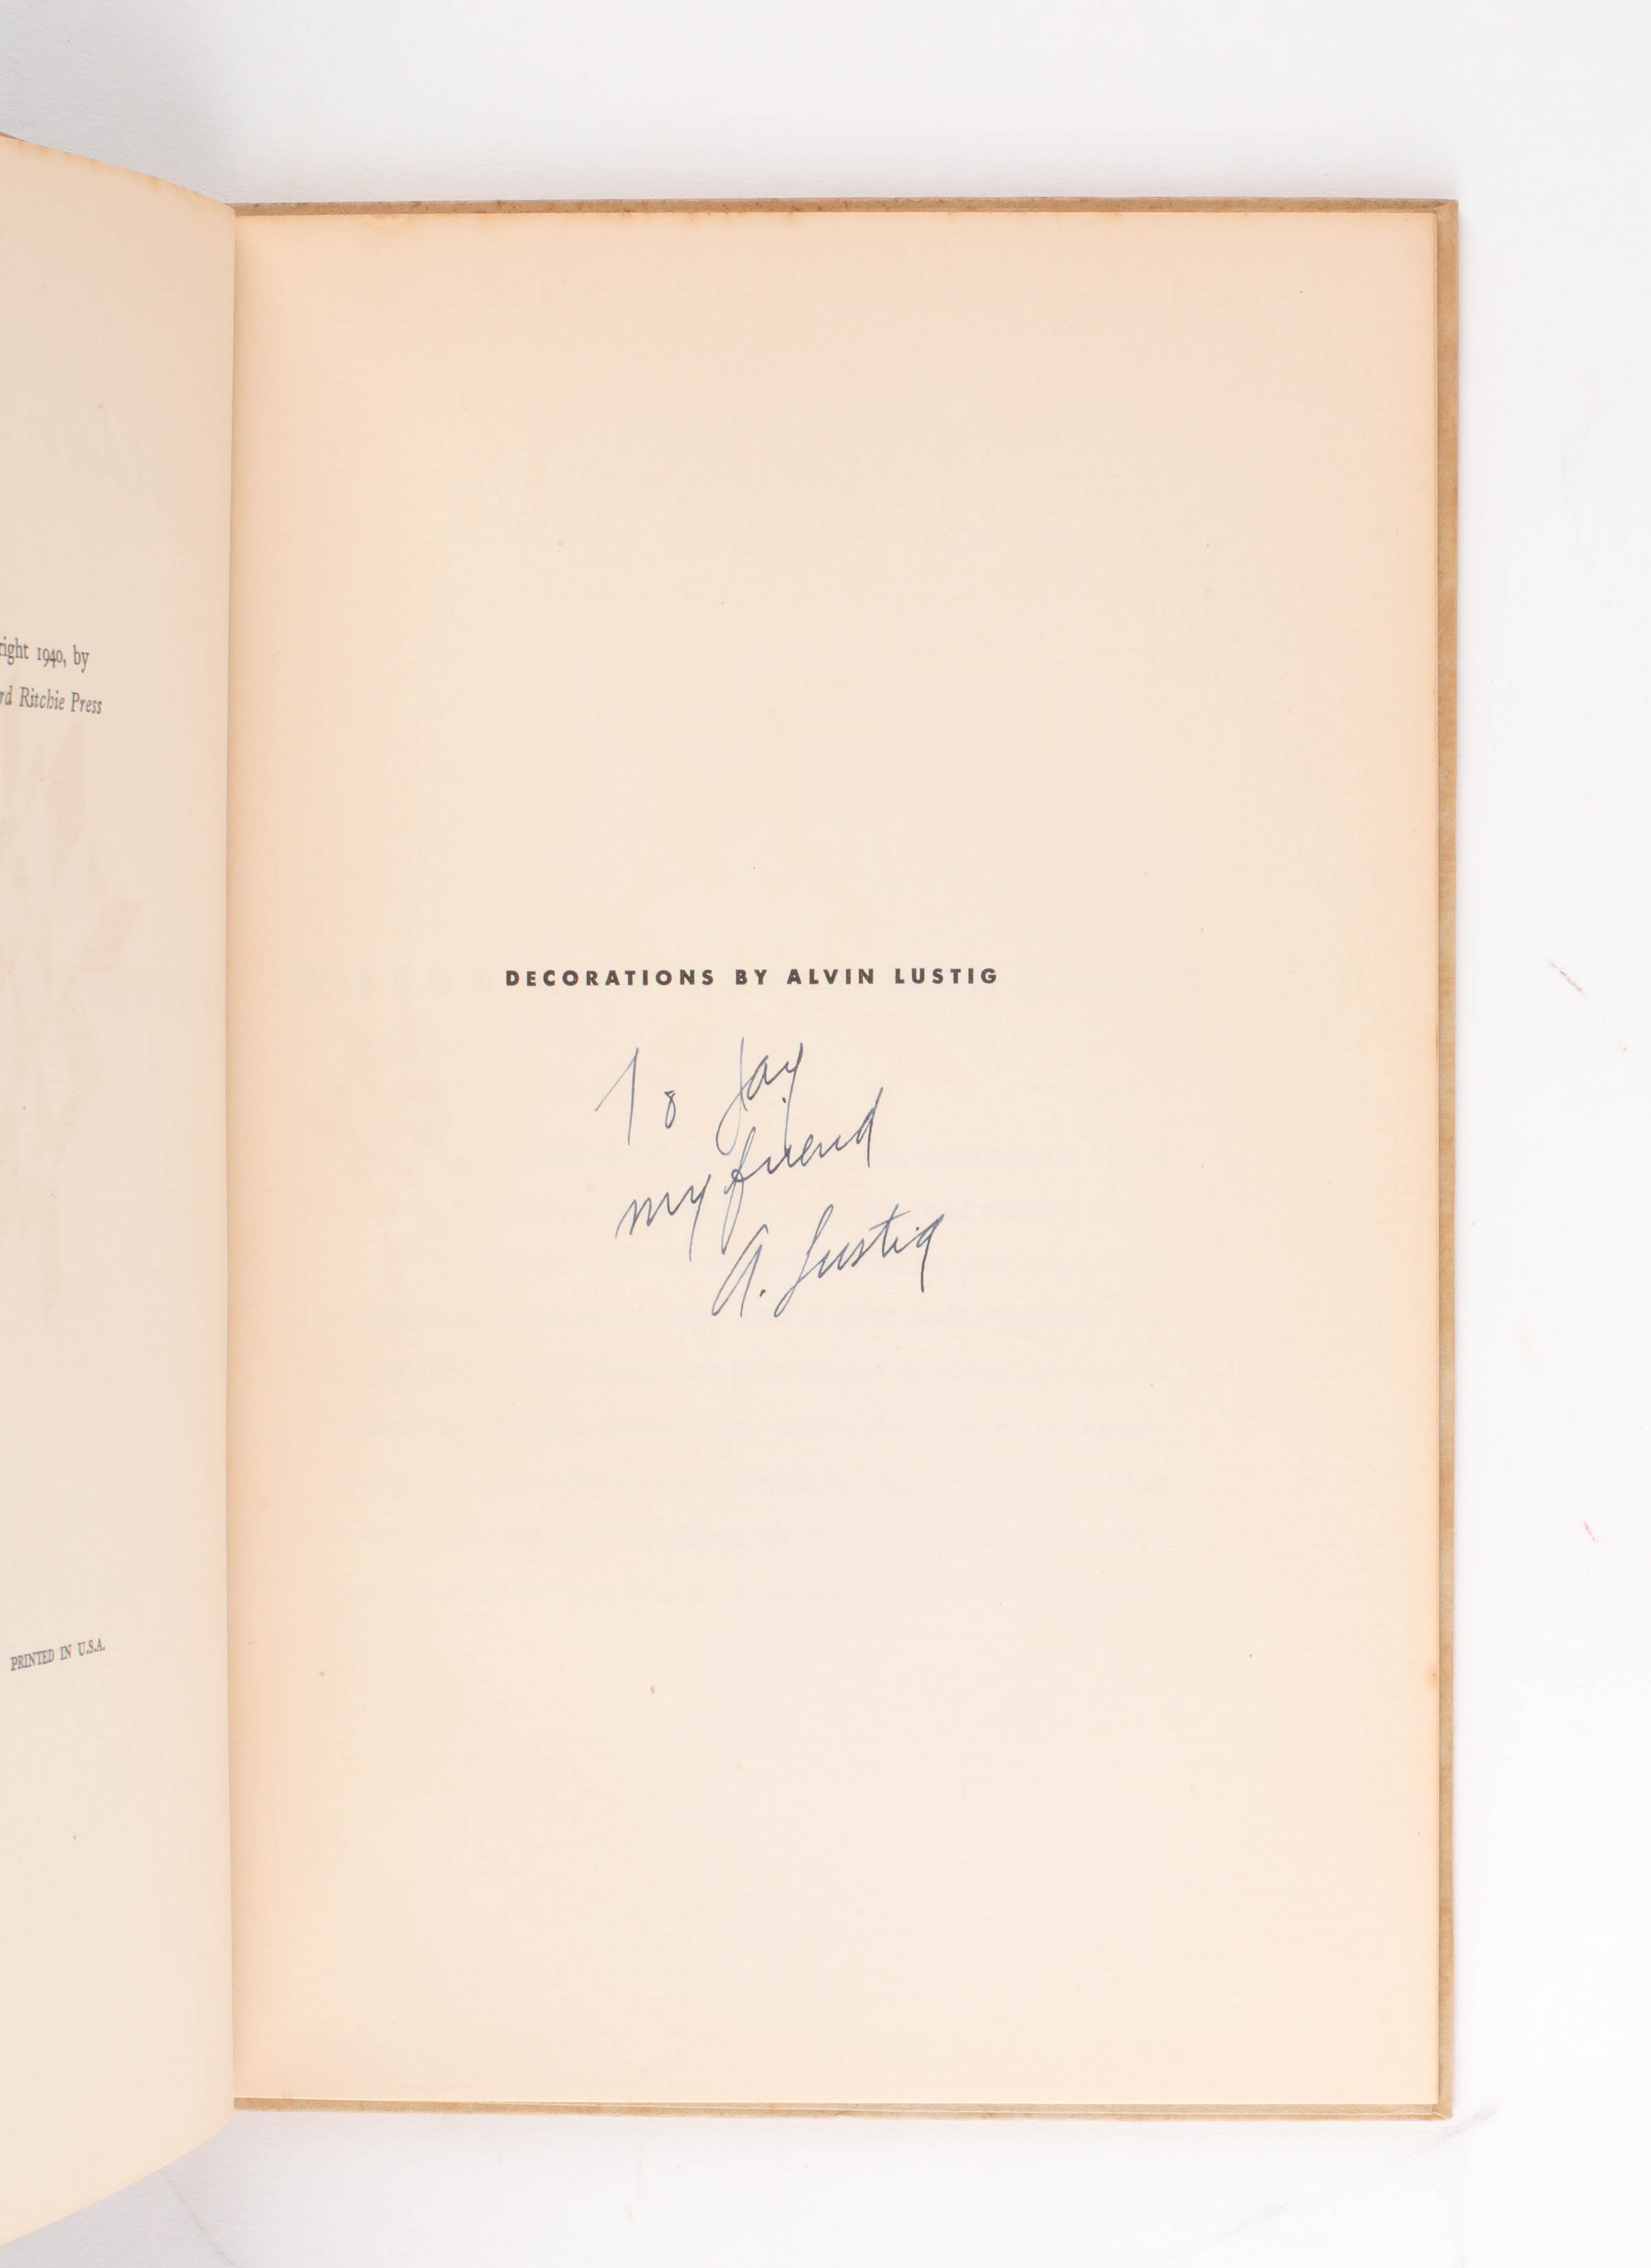 right 1940, by
rd Ritchie Press
PRINTED IN U.S.A.
DECORATIONS BY ALVIN LUSTIG
To Jay
my friend
A. Lustig